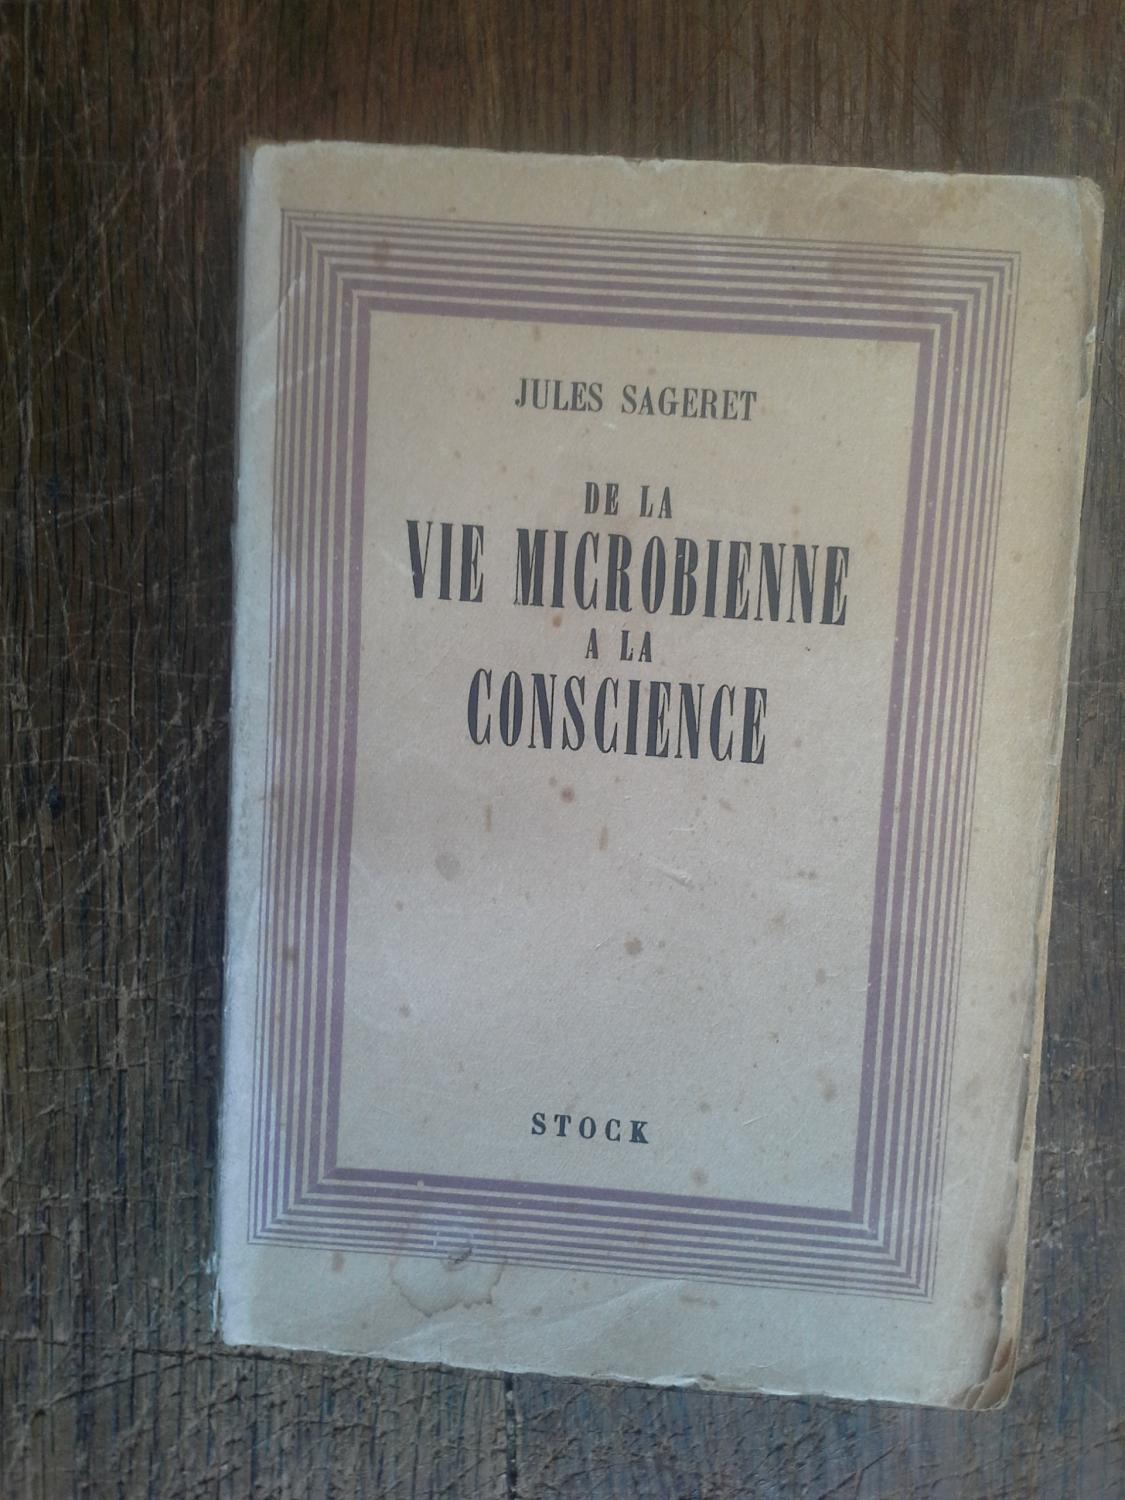 JULES SAGERET
DE LA
VIE MICROBIENNE
A LA
CONSCIENCE
STOCK